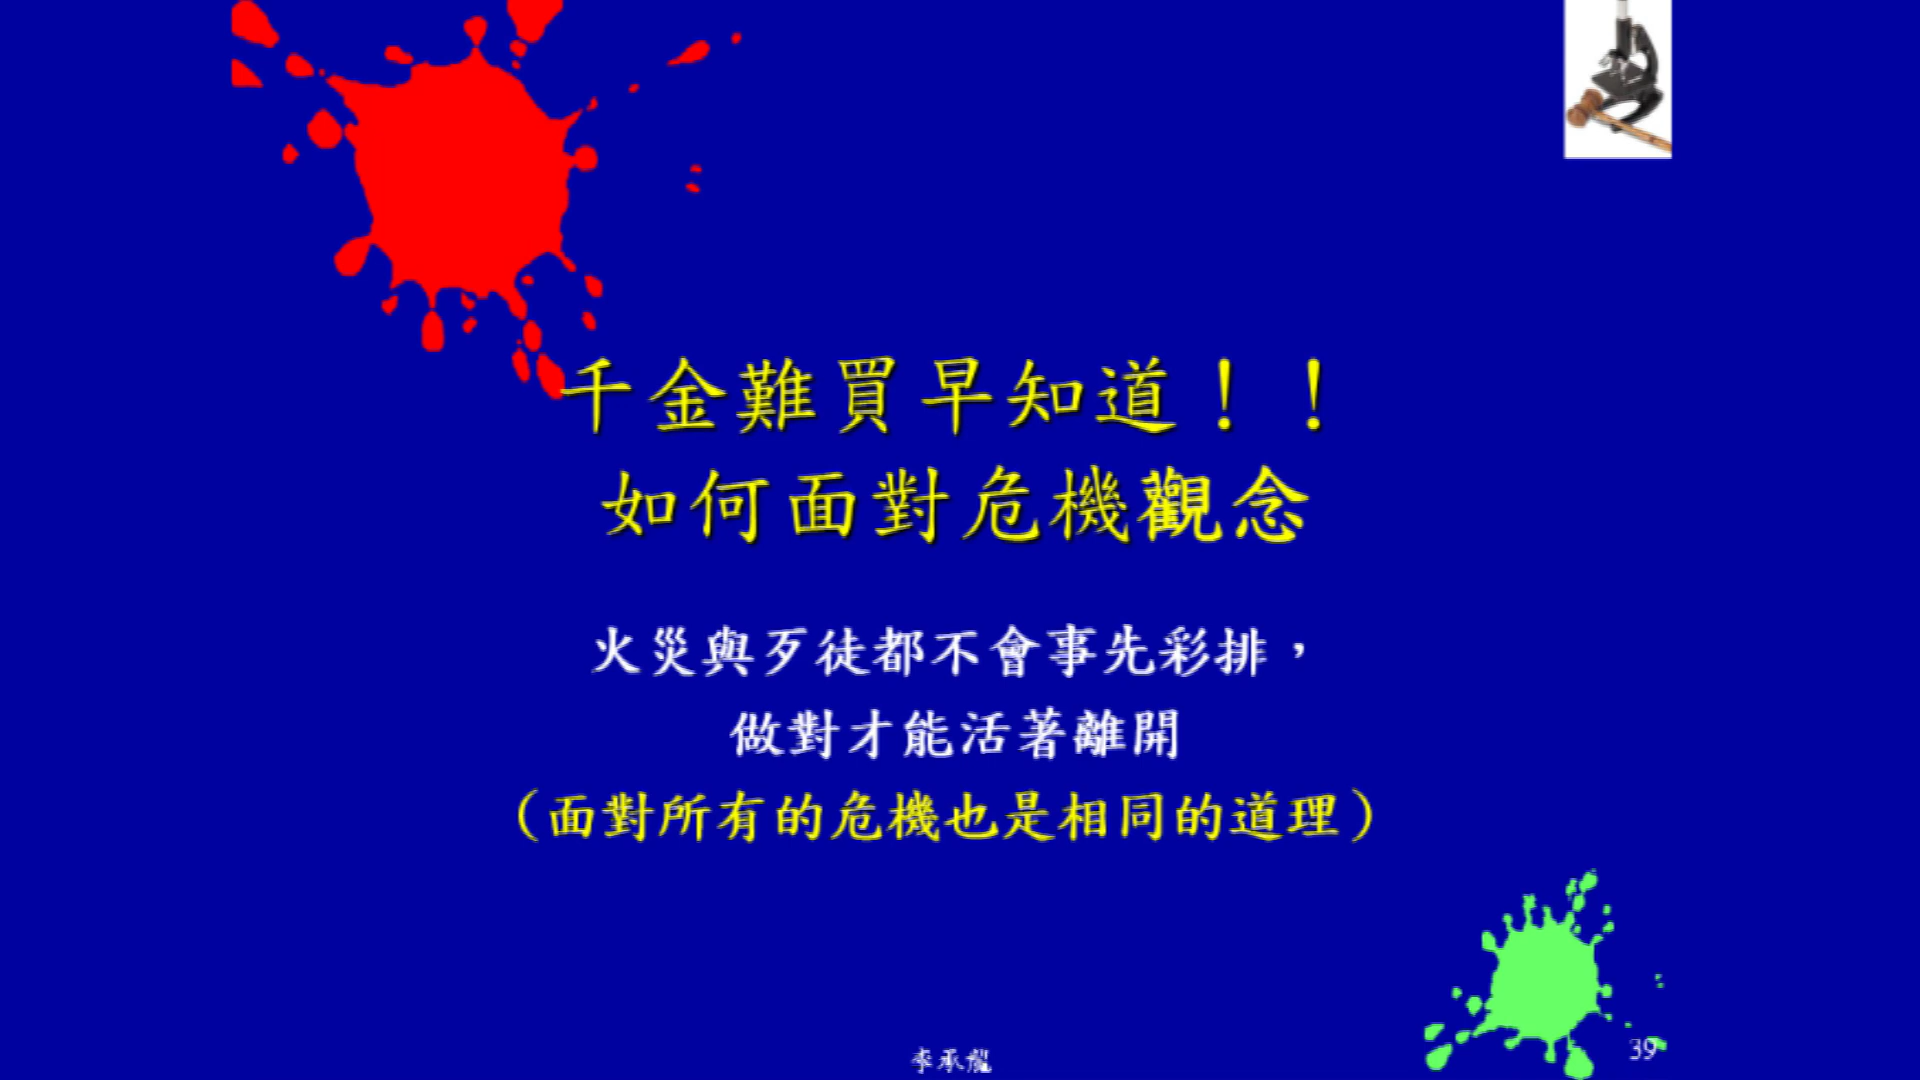 千金難買早知道！！
如何面對危機觀念
火災與歹徒都不會事先彩排，
做對才能活著離開
（面對所有的危機也是相同的道理）
李承龍
39